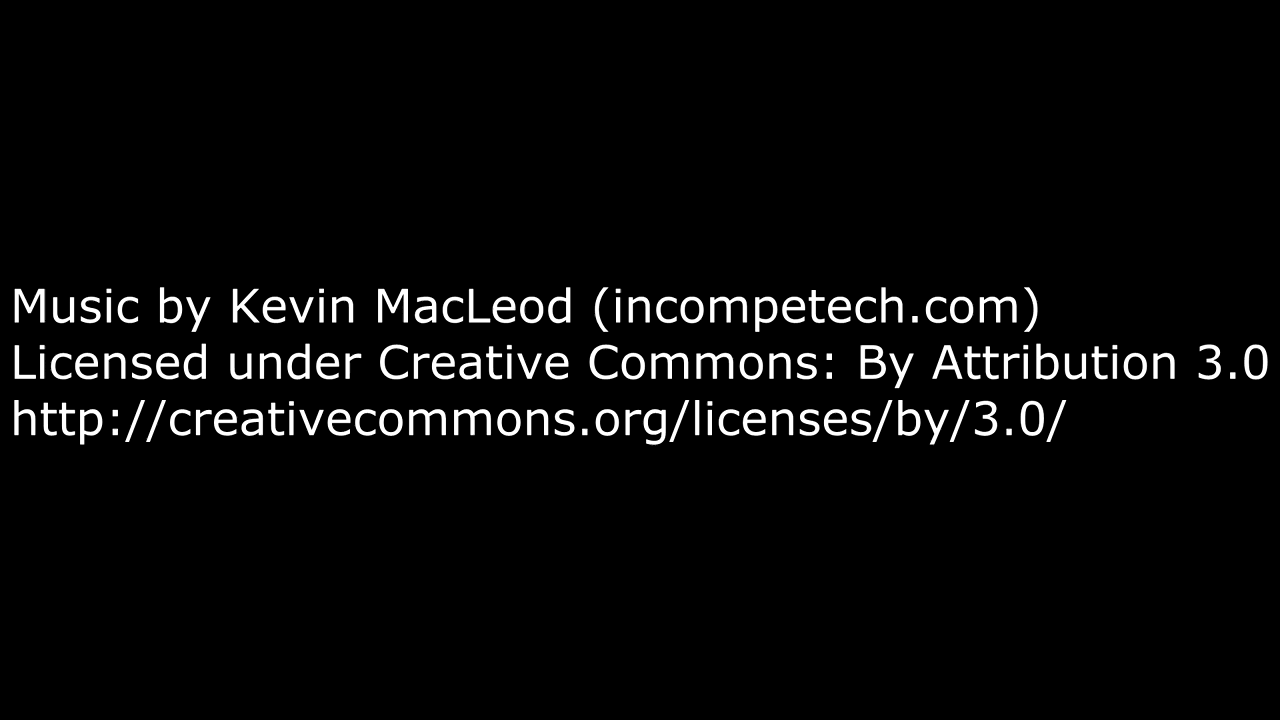 Music by Kevin MacLeod (incompetech.com)
Licensed under Creative Commons: By Attribution 3.0
http://creativecommons.org/licenses/by/3.0/